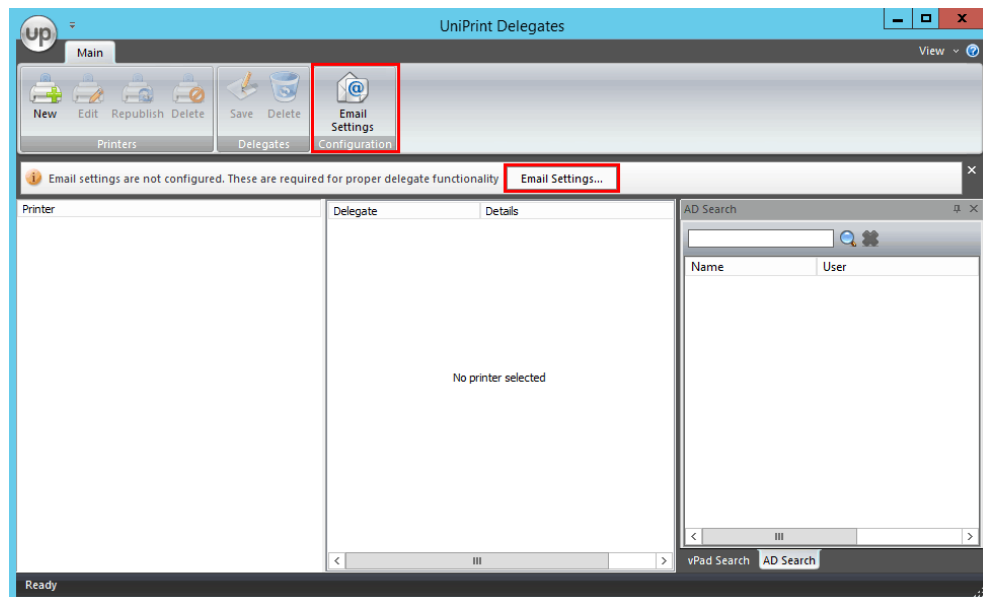 UniPrint Delegates
up
Main
View
New Edit Republish Delete
Save Delete
Email
Settings
Printers
Delegates
Configuration
Email settings are not configured. These are required for proper delegate functionality Email Settings...
Printer
Delegate Details
AD Search
Name User
No printer selected
vPad Search AD Search
Ready